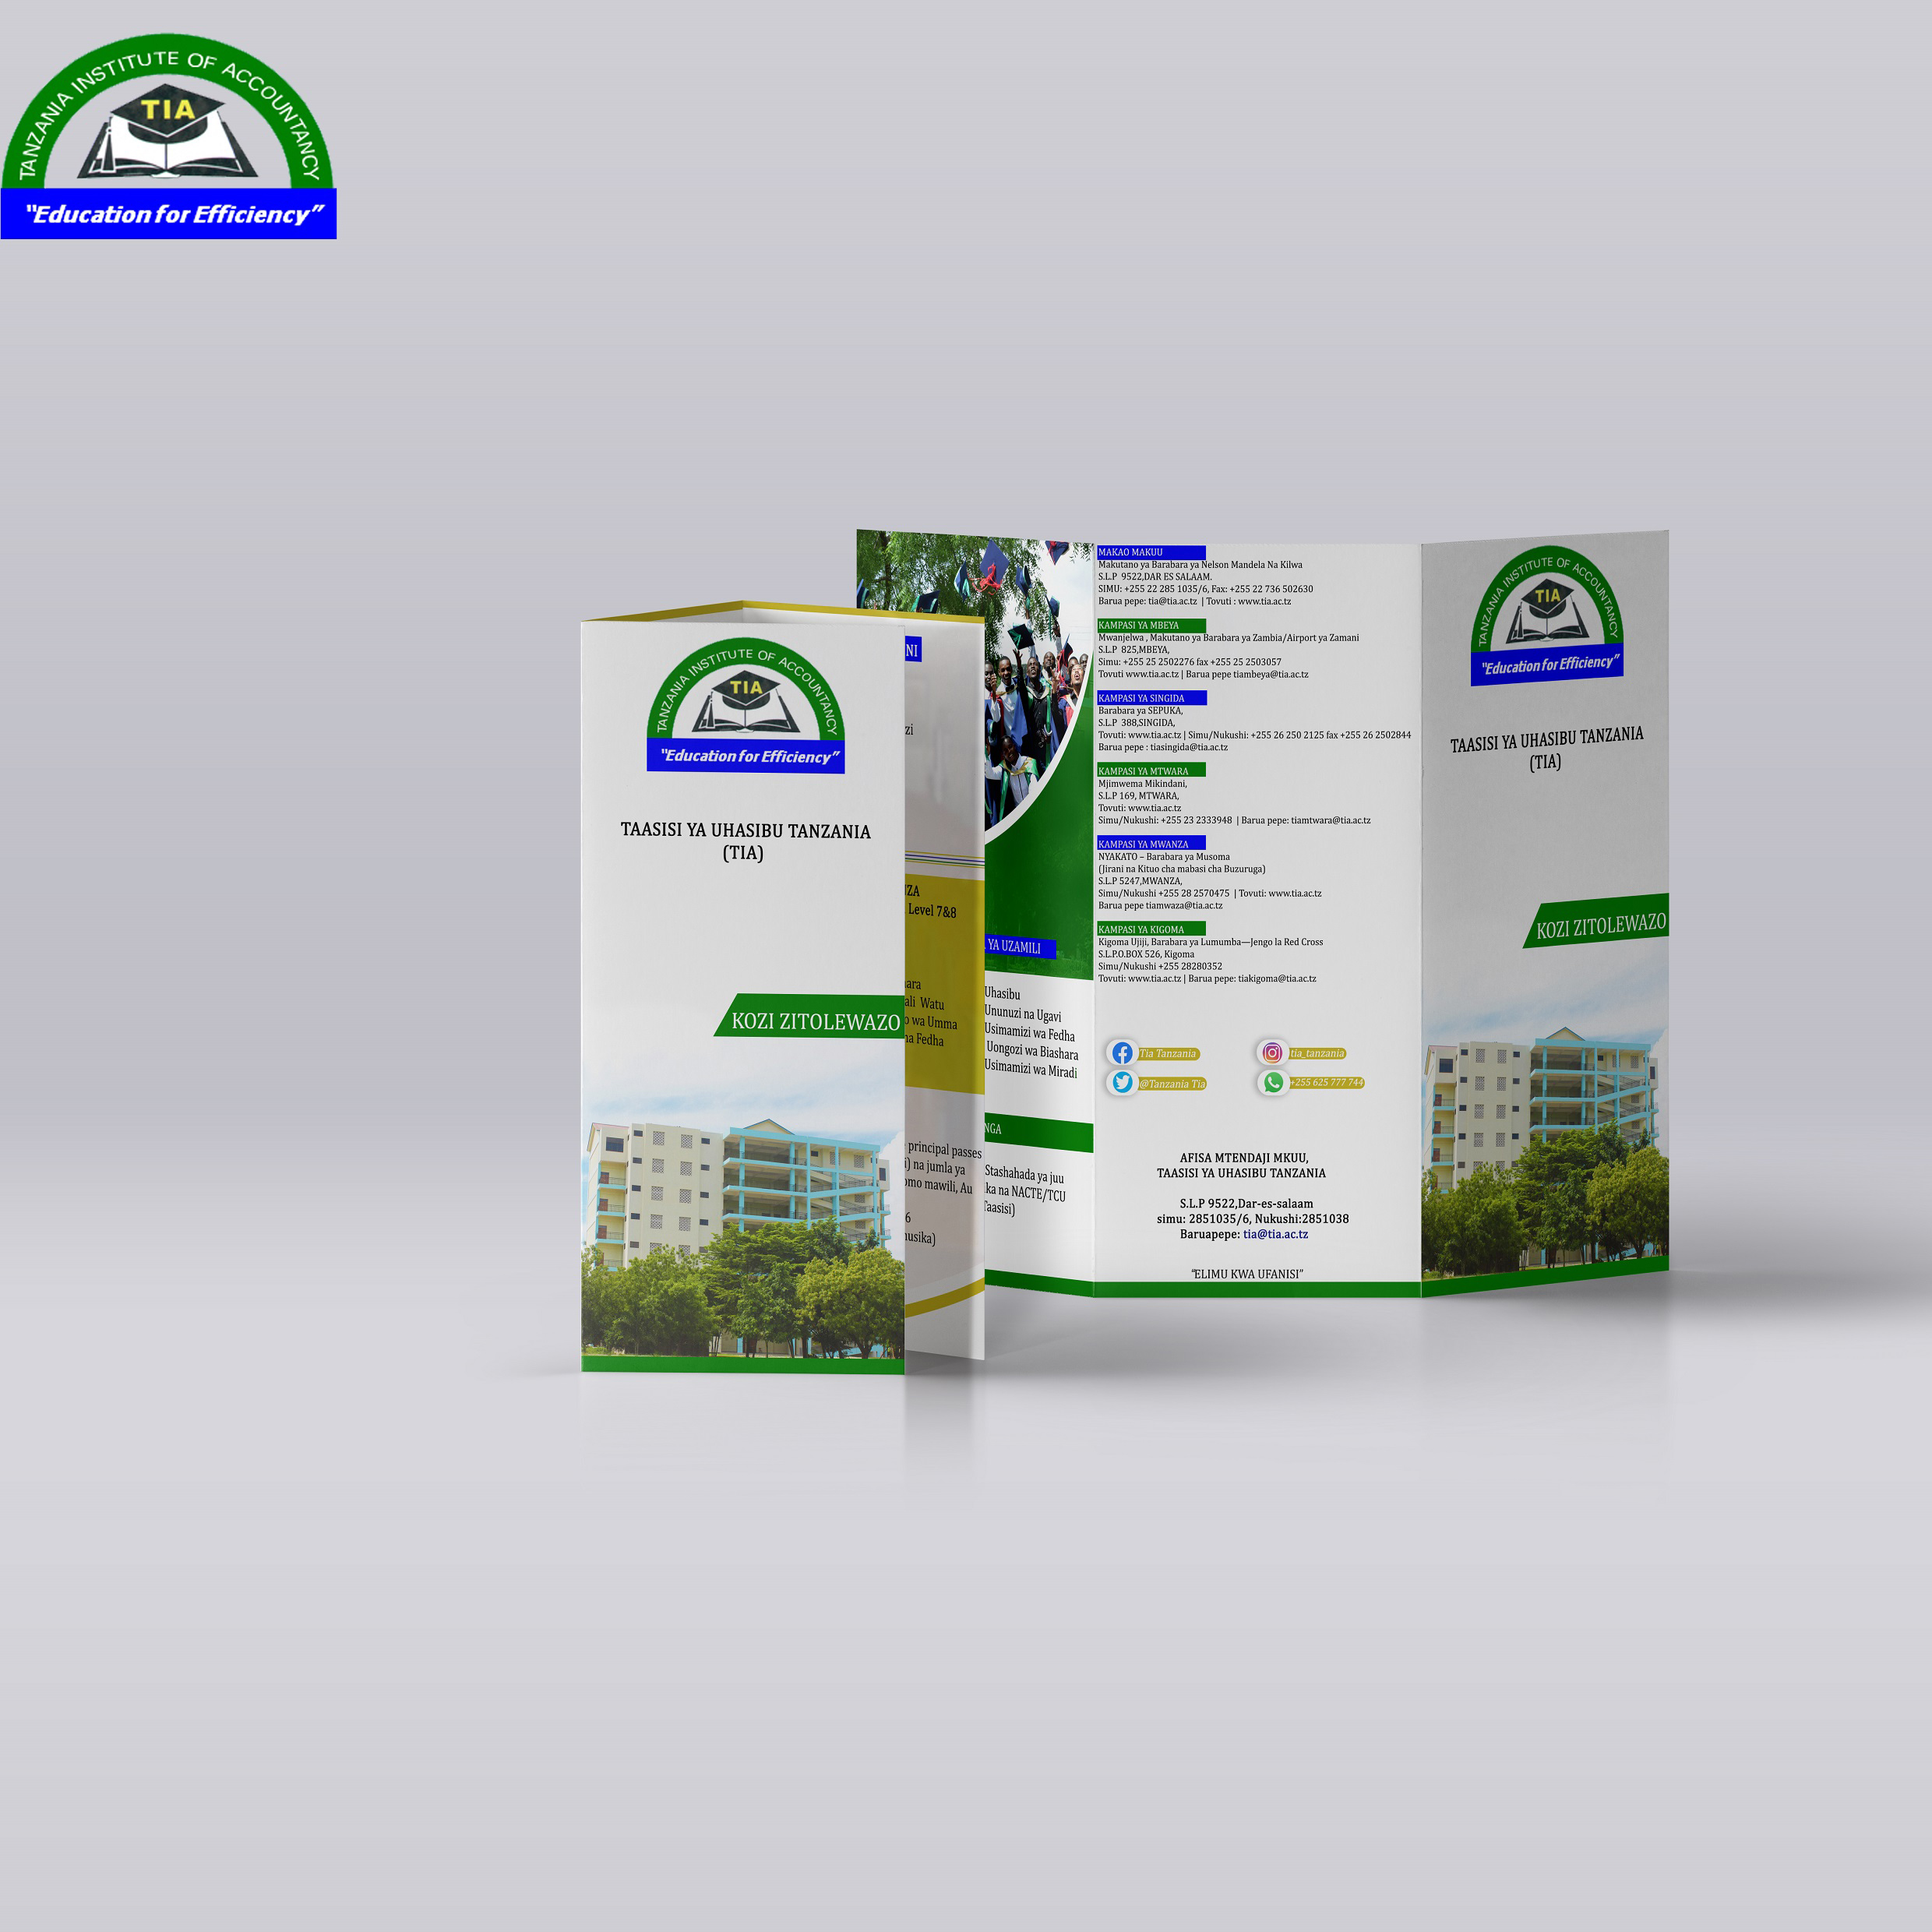 TANZANIA INSTITUTE OF ACCOUNTANCY
TIA
"Education for Efficiency"
TANZANIA INSTITUTE OF ACCOUNTANCY
TIA
"Education for Efficiency"
TAASISI YA UHASIBU TANZANIA
(TIA)
KOZI ZITOLEWAZO
Level 7&8
Watu
wa Umma
Fedha
principal passes
na jumla ya
mawili, Au
6
YA UZAMILI
Uhasibu
Ununuzi na Ugavi
Usimamizi wa Fedha
Uongozi wa Biashara
Usimamizi wa Miradi
Stashahada ya juu
na NACTE/TCU
Taasisi)
MAKAO MAKUU
Makutano ya Barabara ya Nelson Mandela Na Kilwa
S.L.P 9522,DAR ES SALAAM.
SIMU: +255 22 285 1035/6, Fax: +255 22 736 502630
Barua pepe: tia@tia.ac.tz | Tovuti : www.tia.ac.tz
KAMPASI YA MBEYA
Mwanjelwa , Makutano ya Barabara ya Zambia/Airport ya Zamani
S.L.P 825,MBEYA,
Simu: +255 25 2502276 fax +255 25 2503057
Tovuti www.tia.ac.tz | Barua pepe tiambeya@tia.ac.tz
KAMPASI YA SINGIDA
Barabara ya SEPUKA,
S.L.P 388,SINGIDA,
Tovuti: www.tia.ac.tz | Simu/Nukushi: +255 26 250 2125 fax +255 26 2502844
Barua pepe : tiasingida@tia.ac.tz
KAMPASI YA MTWARA
Mjimwema Mikindani,
S.L.P 169, MTWARA,
Tovuti: www.tia.ac.tz
Simu/Nukushi: +255 23 2333948 | Barua pepe: tiamtwara@tia.ac.tz
KAMPASI YA MWANZA
NYAKATO – Barabara ya Musoma
(Jirani na Kituo cha mabasi cha Buzuruga)
S.L.P 5247,MWANZA,
Simu/Nukushi +255 28 2570475 | Tovuti: www.tia.ac.tz
Barua pepe tiamwaza@tia.ac.tz
KAMPASI YA KIGOMA
Kigoma Ujiji, Barabara ya Lumumba—Jengo la Red Cross
S.L.P.O.BOX 526, Kigoma
Simu/Nukushi +255 28280352
Tovuti: www.tia.ac.tz | Barua pepe: tiakigoma@tia.ac.tz
Tia Tanzania
tia_tanzania
@Tanzania Tia
+255 625 777 744
AFISA MTENDAJI MKUU,
TAASISI YA UHASIBU TANZANIA
S.L.P 9522,Dar-es-salaam
simu: 2851035/6, Nukushi:2851038
Baruapepe: tia@tia.ac.tz
"ELIMU KWA UFANISI"
TANZANIA INSTITUTE OF ACCOUNTANCY
TIA
"Education for Efficiency"
TAASISI YA UHASIBU TANZANIA
(TIA)
KOZI ZITOLEWAZO